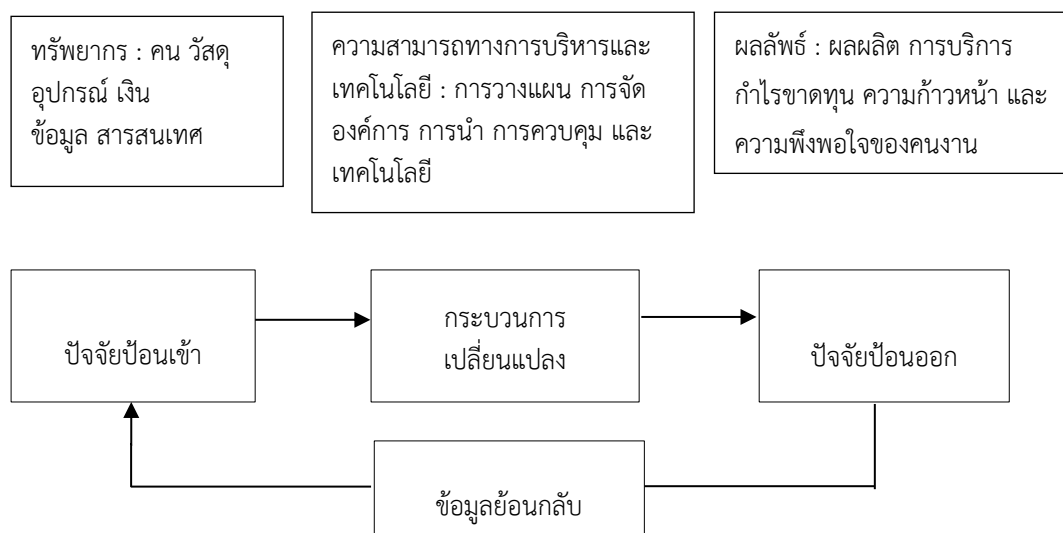 ทรัพยากร : คน วัสดุ
อุปกรณ์ เงิน
ข้อมูล สารสนเทศ
ความสามารถทางการบริหารและ
เทคโนโลยี : การวางแผน การจัด
องค์การ การนำ การควบคุม และ
เทคโนโลยี
ผลลัพธ์ : ผลผลิต การบริการ
กำไรขาดทุน ความก้าวหน้า และ
ความพึงพอใจของคนงาน
ปัจจัยป้อนเข้า
กระบวนการ
เปลี่ยนแปลง
ปัจจัยป้อนออก
ข้อมูลย้อนกลับ